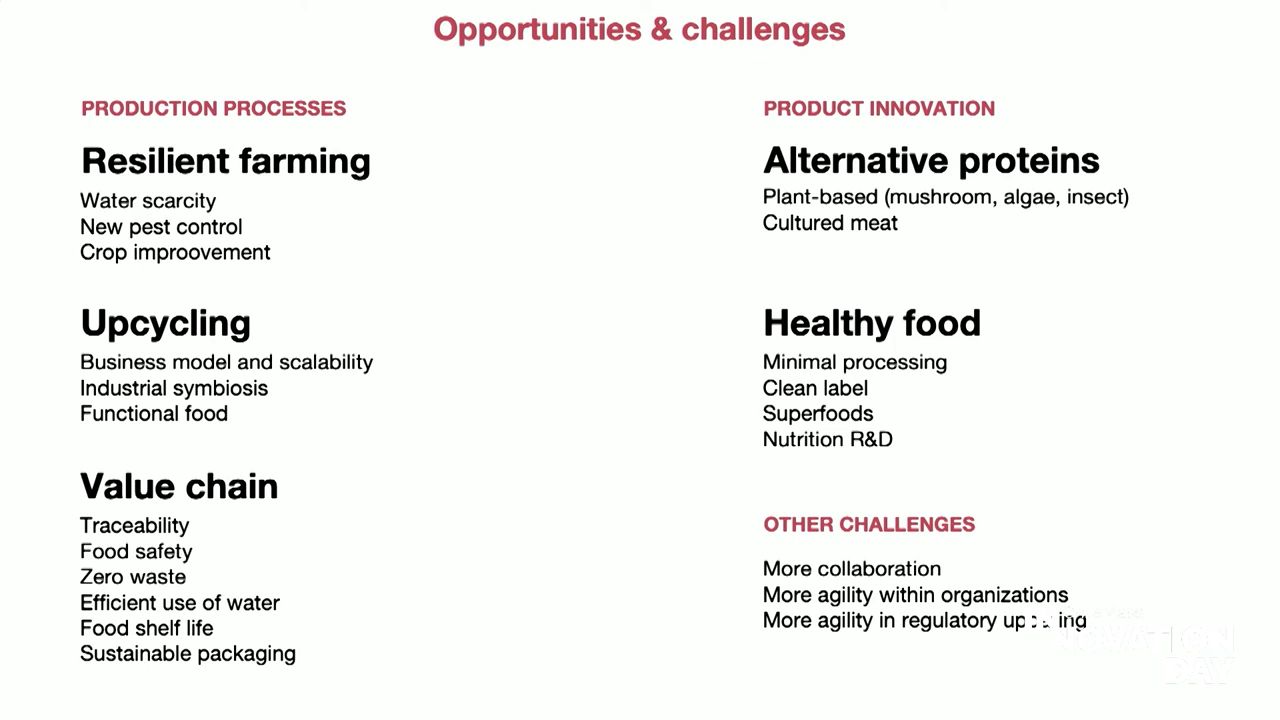 Opportunities & challenges
PRODUCTION PROCESSES
Resilient farming
Water scarcity
New pest control
Crop improovement
Upcycling
Business model and scalability
Industrial symbiosis
Functional food
Value chain
Traceability
Food safety
Zero waste
Efficient use of water
Food shelf life
Sustainable packaging
PRODUCT INNOVATION
Alternative proteins
Plant-based (mushroom, algae, insect)
Cultured meat
Healthy food
Minimal processing
Clean label
Superfoods
Nutrition R&D
OTHER CHALLENGES
More collaboration
More agility within organizations
More agility in regulatory
INNOVATION
DAY